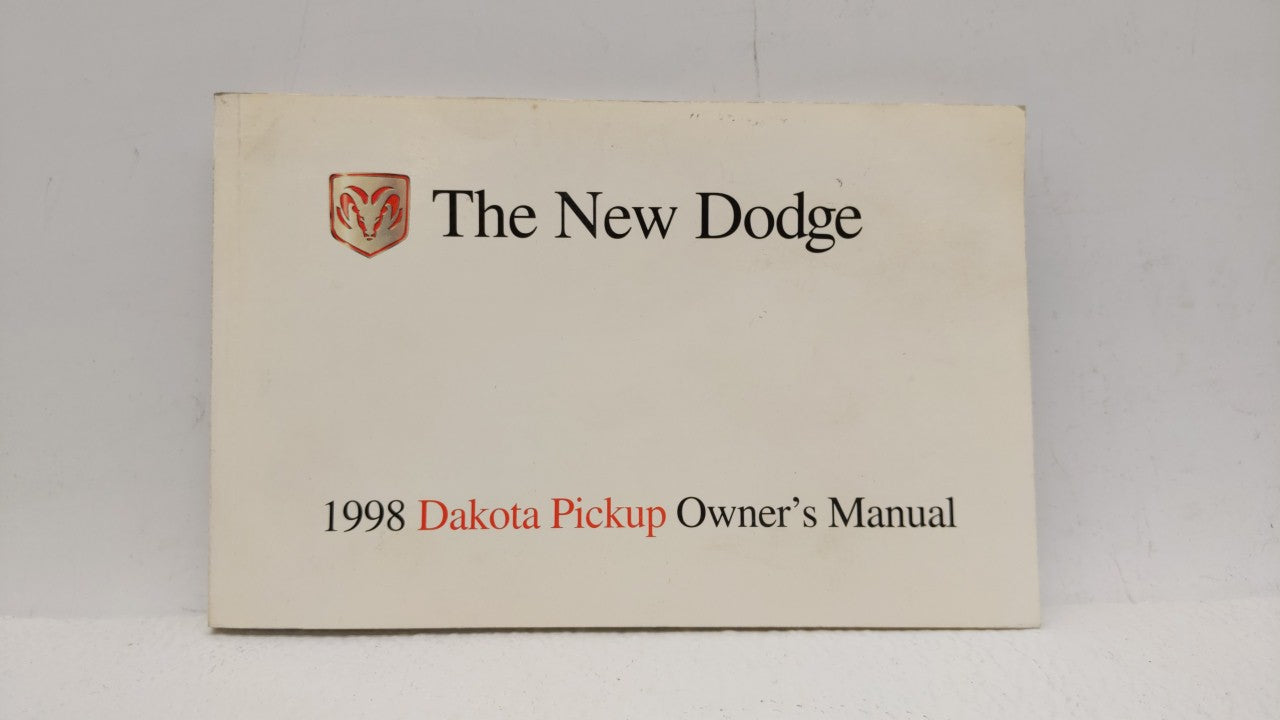 The New Dodge
1998 Dakota Pickup Owner's Manual